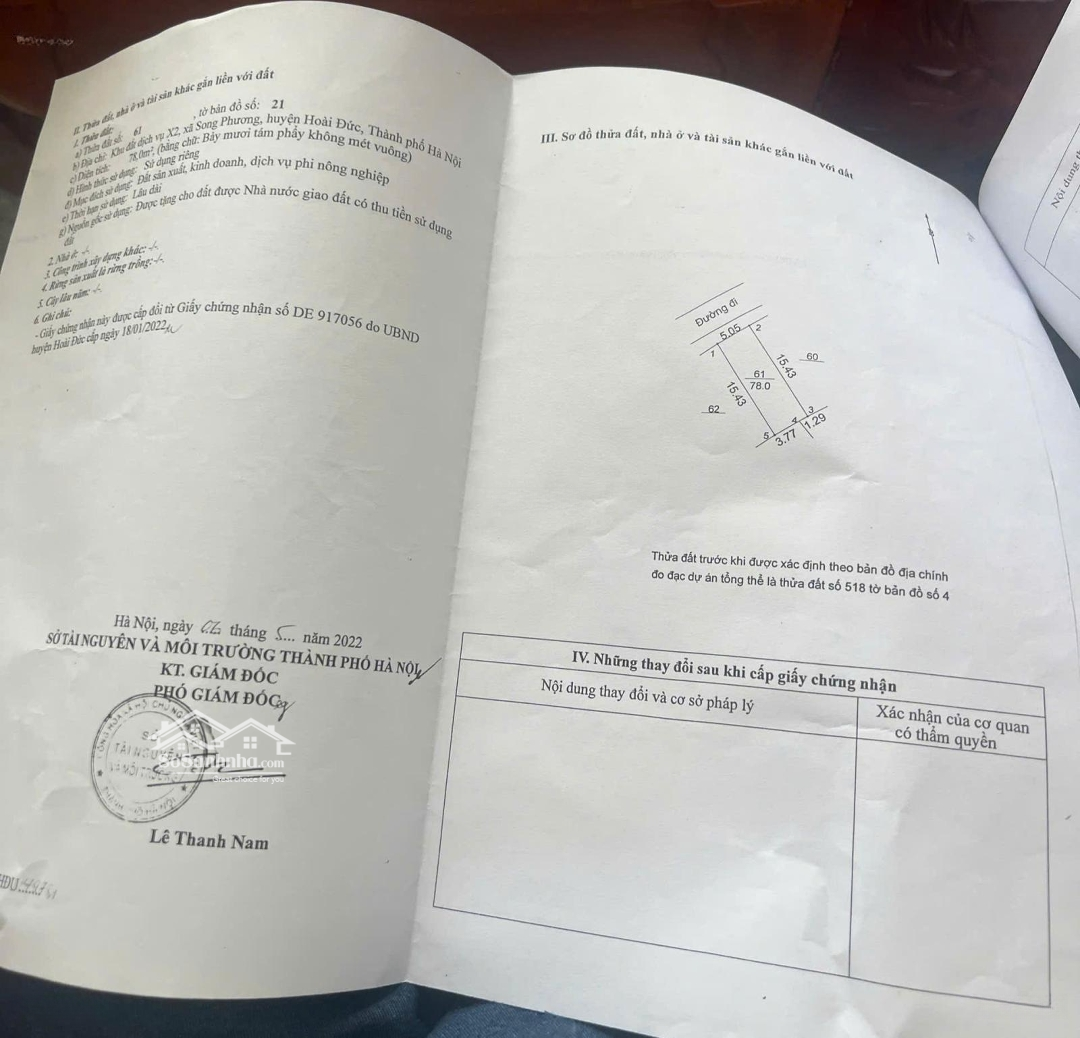 II. Thửa đất, nhà ở và tài sản khác gắn liền với đất
1. Thửa đất:
a) Thửa đất số: 61 , tờ bản đồ số: 21
b) Địa chỉ: Khu đất dịch vụ X2, xã Song Phương, huyện Hoài Đức, Thành phố Hà Nội
c) Diện tích: 78.0m², (bằng chữ: Bảy mươi tám phẩy không mét vuông)
d) Hình thức sử dụng: Sử dụng riêng
đ) Mục đích sử dụng: Đất sản xuất, kinh doanh, dịch vụ phi nông nghiệp
e) Thời hạn sử dụng: Lâu dài
g) Nguồn gốc sử dụng: Được tặng cho đất được Nhà nước giao đất có thu tiền sử dụng
đất
2. Nhà ở: -/-
3. Công trình xây dựng khác: -/-
4. Rừng sản xuất là rừng trồng: -/-
5. Cây lâu năm: -/-
6. Ghi chú:
- Giấy chứng nhận này được cấp đổi từ Giấy chứng nhận số DE 917056 do UBND
huyện Hoài Đức cấp ngày 18/01/2022
Hà Nội, ngày tháng 5... năm 2022
SỞ TÀI NGUYÊN VÀ MÔI TRƯỜNG THÀNH PHỐ HÀ NỘI
KT. GIÁM ĐỐC
PHÓ GIÁM ĐỐC
SỞ
TÀI NGUYÊN
VÀ MÔI TRƯỜNG
Lê Thanh Nam
III. Sơ đồ thửa đất, nhà ở và tài sản khác gắn liền với đất
Đường đi
5.05
1
2
15.43
60
61
78.0
15.43
62
3
4
1.29
5
3.77
Thửa đất trước khi được xác định theo bản đồ địa chính
đo đạc dự án tổng thể là thửa đất số 518 tờ bản đồ số 4
IV. Những thay đổi sau khi cấp giấy chứng nhận
Nội dung thay đổi và cơ sở pháp lý
Xác nhận của cơ quan
có thẩm quyền
Nội dung